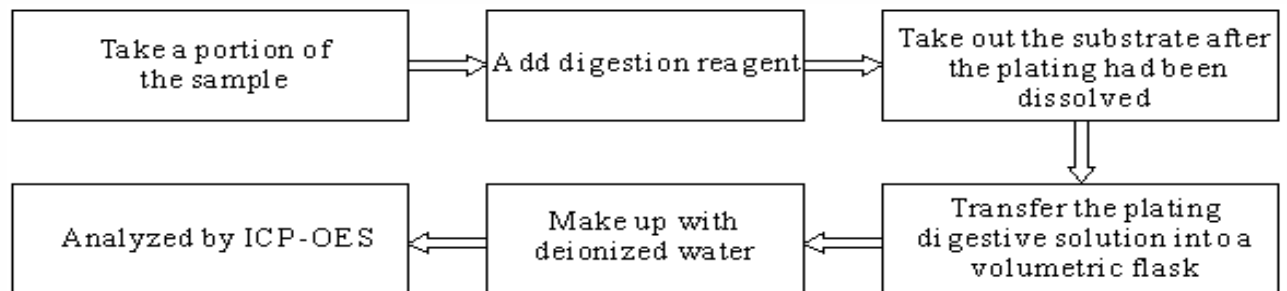 Take a portion of
the sample
Add digestion reagent
Take out the substrate after
the plating had been
dissolved
Transfer the plating
digestive solution into a
volumetric flask
Make up with
deionized water
Analyzed by ICP-OES